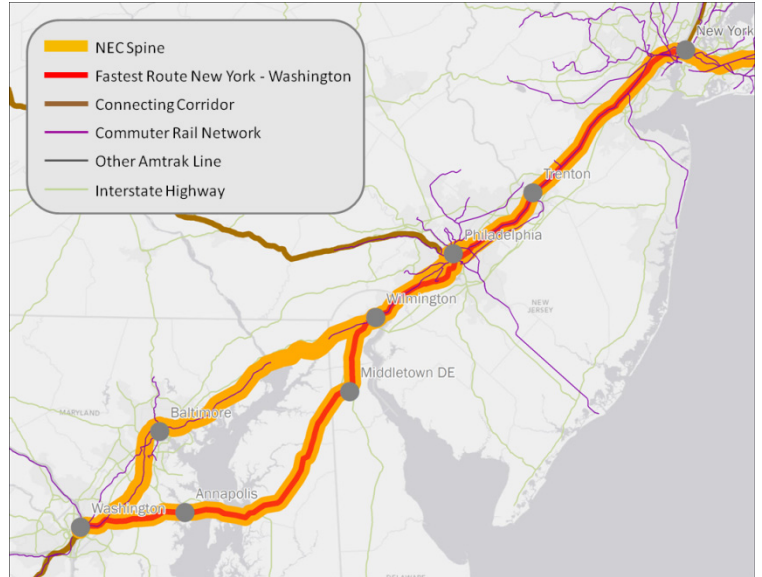 NEC Spine
Fastest Route New York - Washington
Connecting Corridor
Commuter Rail Network
Other Amtrak Line
Interstate Highway
New York
Trenton
Philadelphia
Wilmington
NEW
JERSEY
Middletown DE
MARYLAND
Baltimore
Annapolis
Washington
DELAWARE